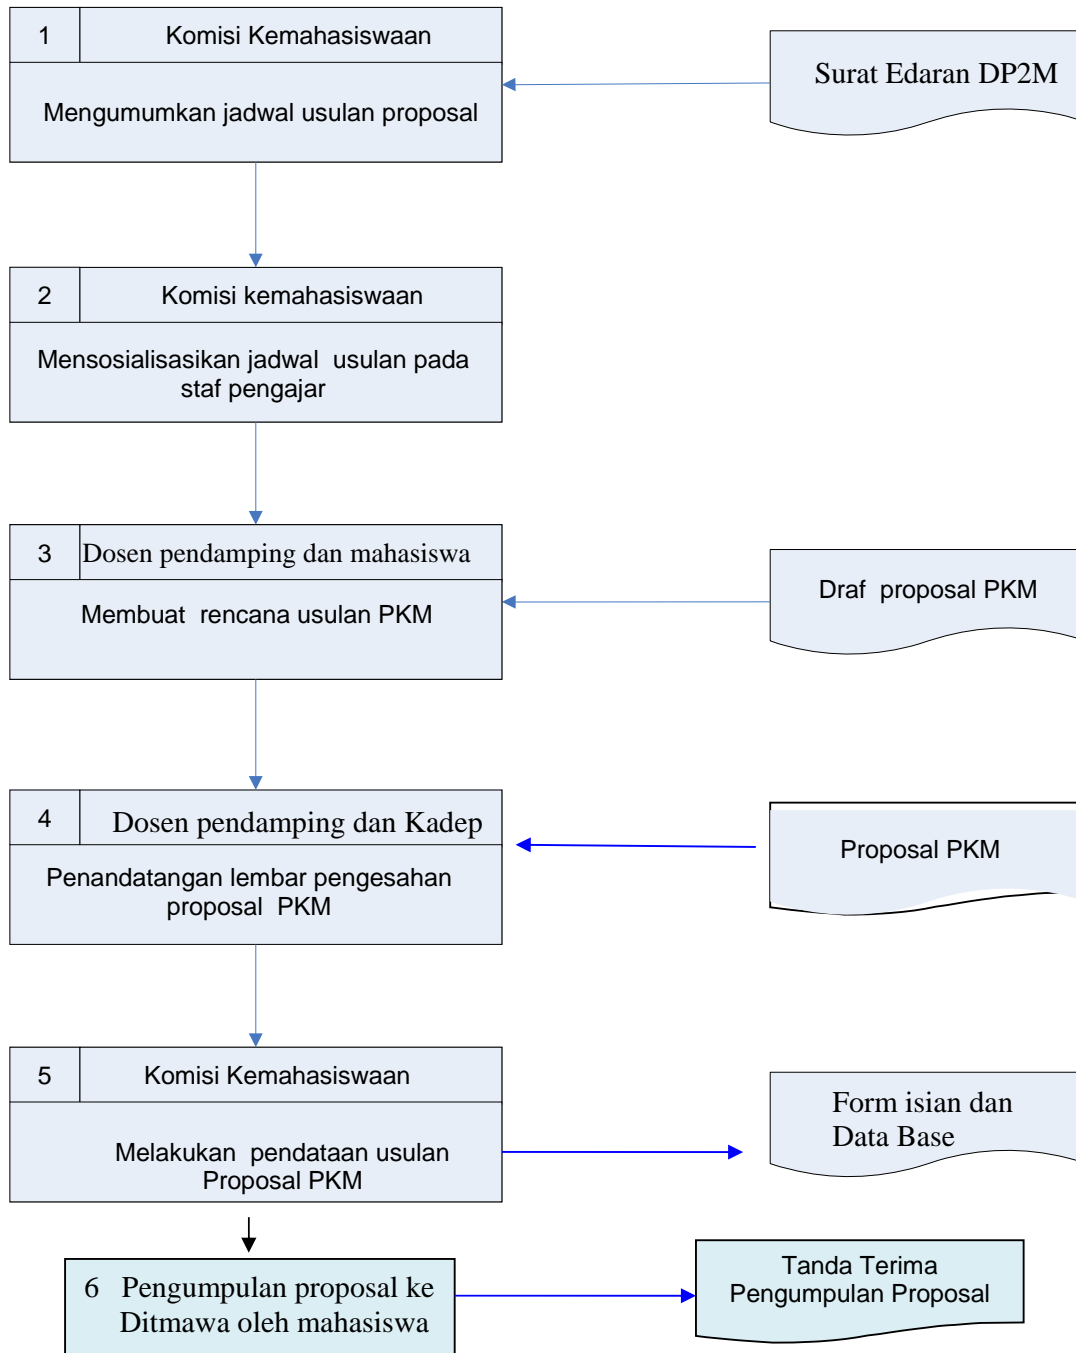 1 Komisi Kemahasiswaan
Mengumumkan jadwal usulan proposal
Surat Edaran DP2M
2 Komisi kemahasiswaan
Mensosialisasikan jadwal usulan pada
staf pengajar
3 Dosen pendamping dan mahasiswa
Membuat rencana usulan PKM
Draf proposal PKM
4 Dosen pendamping dan Kadep
Penandatangan lembar pengesahan
proposal PKM
Proposal PKM
5 Komisi Kemahasiswaan
Melakukan pendataan usulan
Proposal PKM
Form isian dan
Data Base
6 Pengumpulan proposal ke
Ditmawa oleh mahasiswa
Tanda Terima
Pengumpulan Proposal